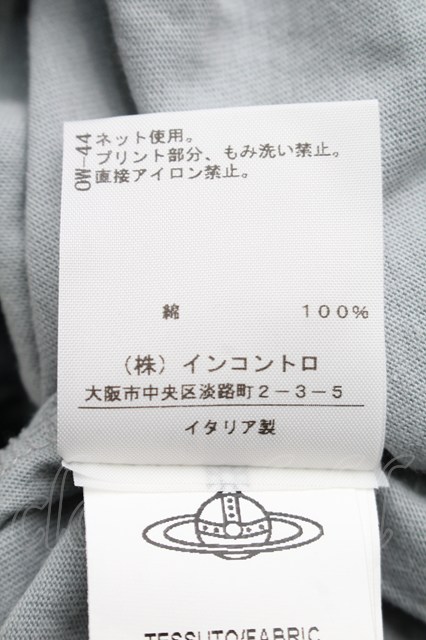 OW-44
ネット使用。
プリント部分、もみ洗い禁止。
直接アイロン禁止。
綿 100%
（株）インコントロ
大阪市中央区淡路町２－３－５
イタリア製
TESSUTO/FABRIC